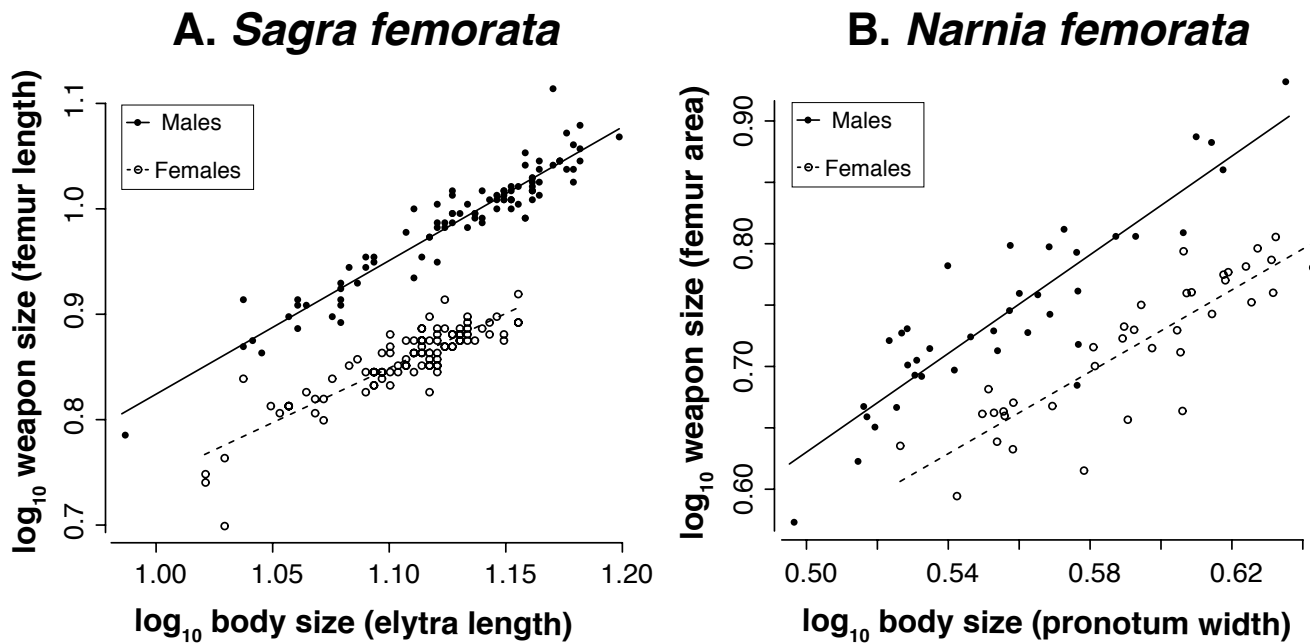 A. Sagra femorata
log₁₀ weapon size (femur length)
1.1
1.0
0.9
0.8
0.7
Males
Females
1.00 1.05 1.10 1.15 1.20
log₁₀ body size (elytra length)
B. Narnia femorata
log₁₀ weapon size (femur area)
0.90
0.80
0.70
0.60
Males
Females
0.50 0.54 0.58 0.62
log₁₀ body size (pronotum width)